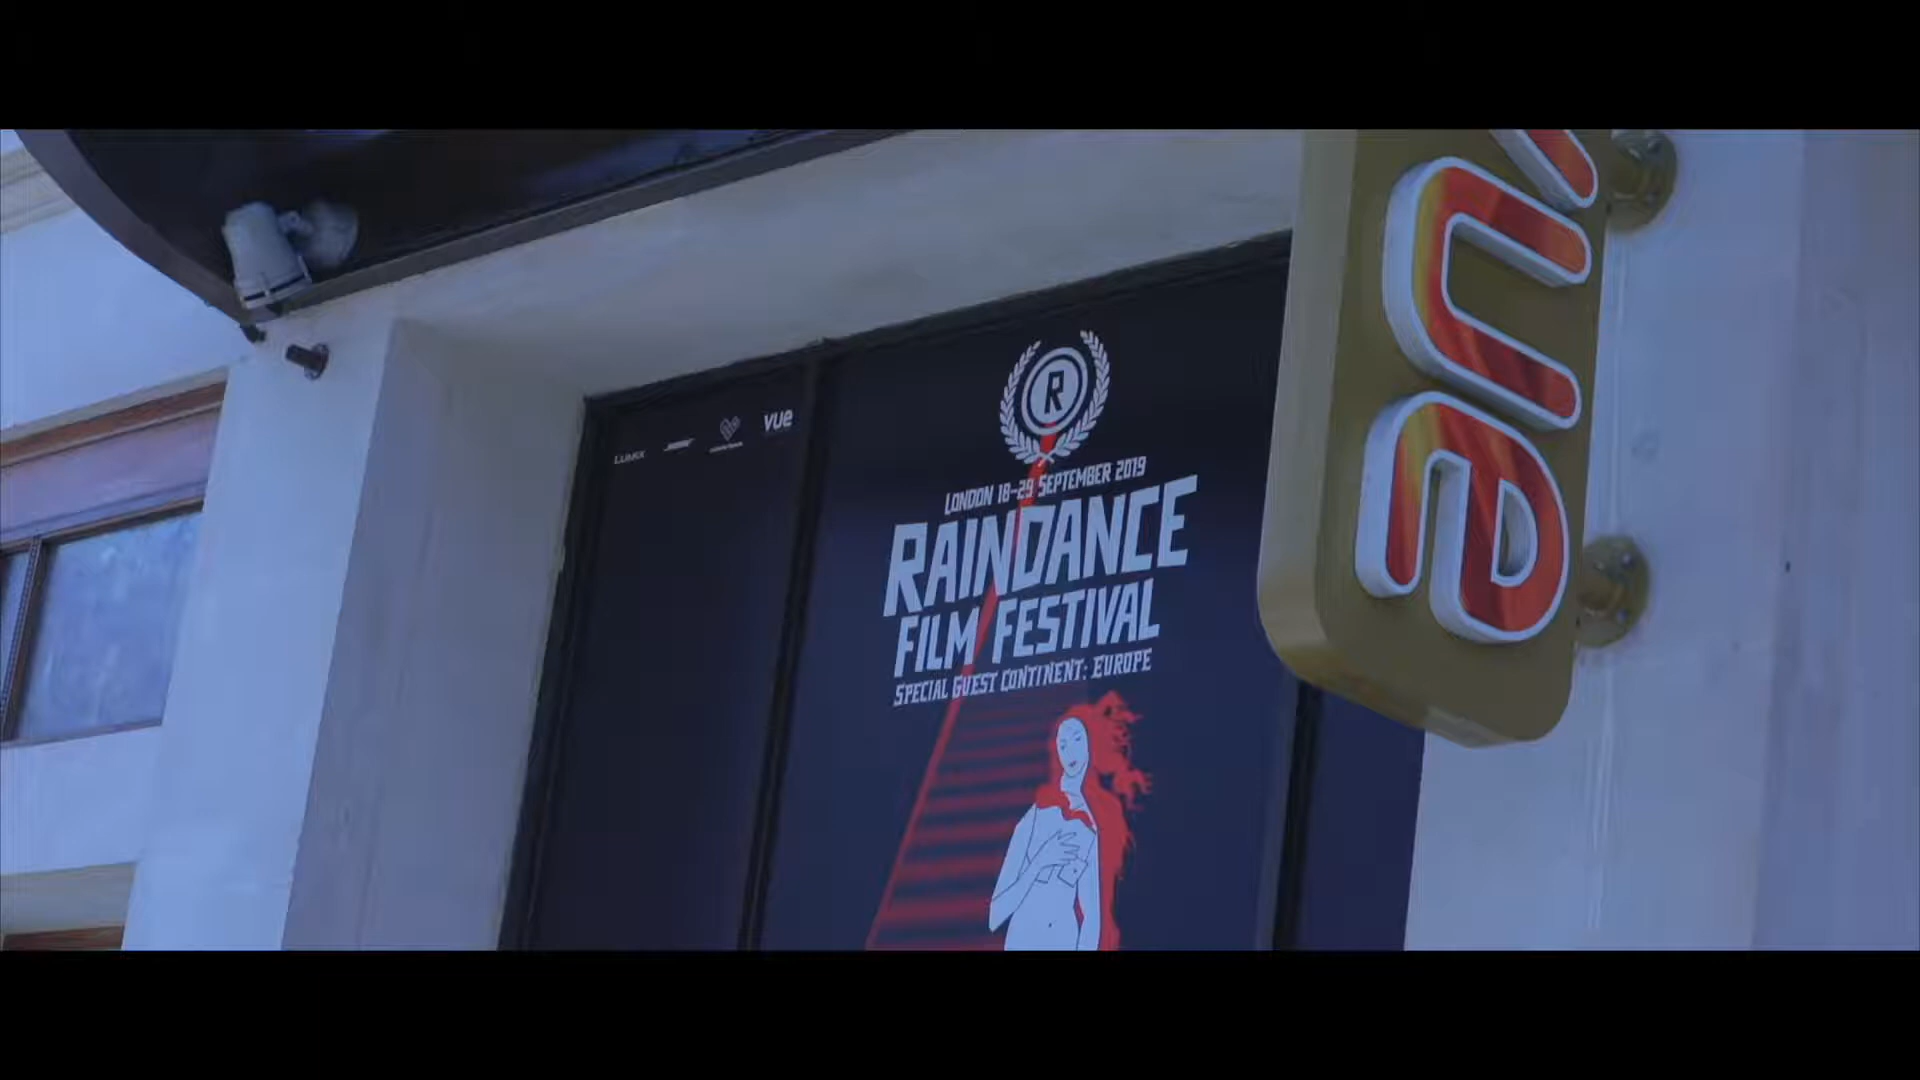 LUMIX
vue
R
LONDON 18-29 SEPTEMBER 2019
RAINDANCE
FILM FESTIVAL
SPECIAL GUEST CONTINENT: EUROPE
vue